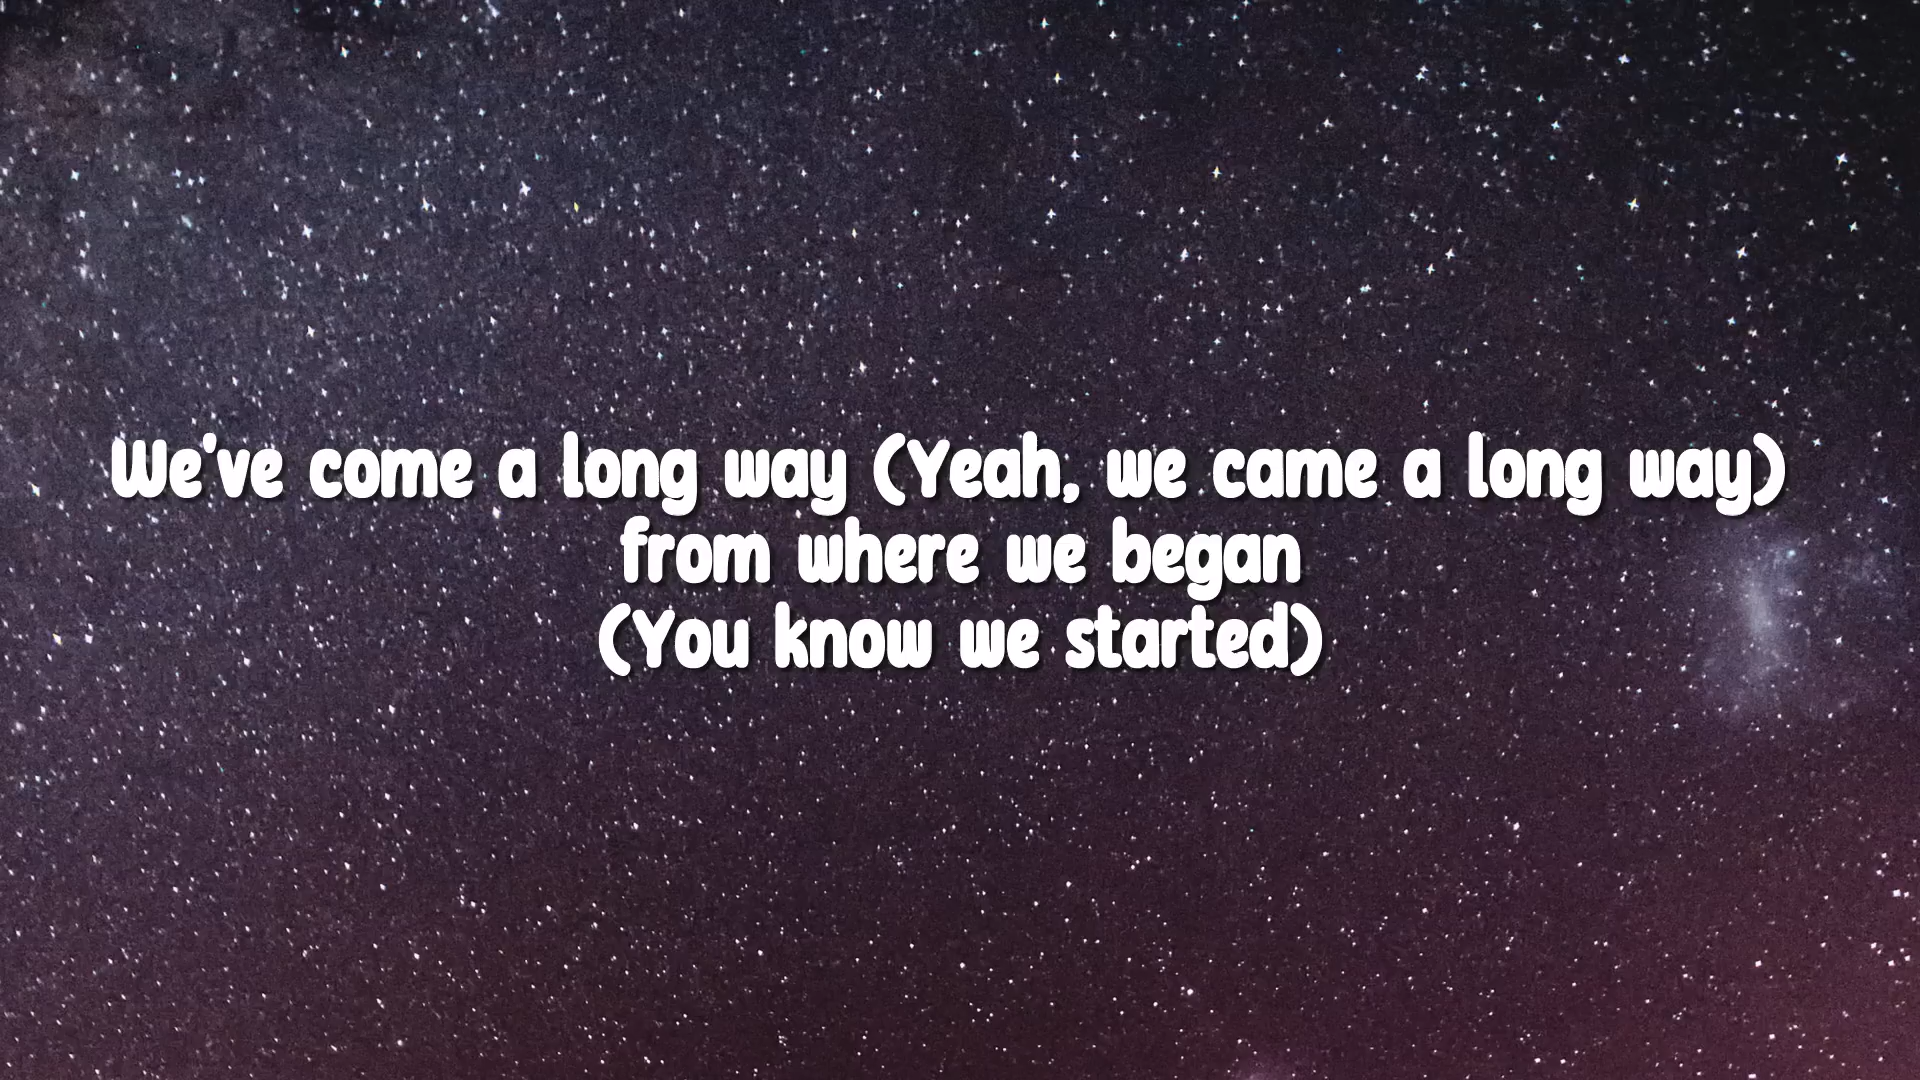 We've come a long way (Yeah, we came a long way)
from where we began
(You know we started)